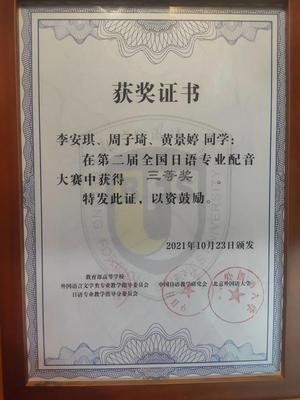 获奖证书
李安琪、周子琦、黄景婷 同学：
在第二届全国日语专业配音
大赛中获得 三等奖 。
特发此证，以资鼓励。
2021年10月23日颁发
教育部高等学校
外国语言文学类专业教学指导委员会 中国日语教学研究会 北京外国语大学
日语专业教学指导分委员会